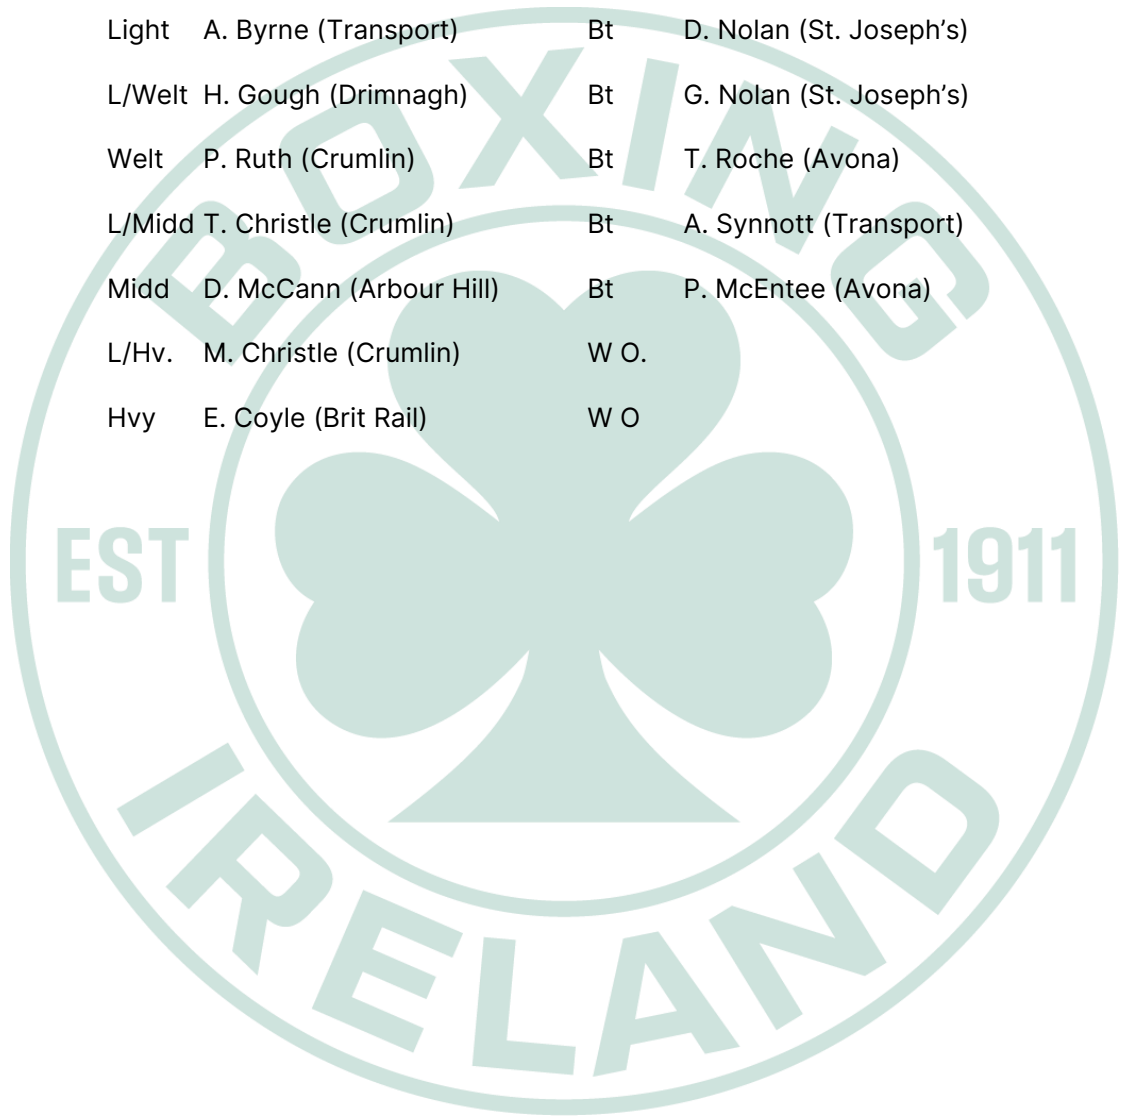 Light A. Byrne (Transport) Bt D. Nolan (St. Joseph’s)
L/Welt H. Gough (Drimnagh) Bt G. Nolan (St. Joseph’s)
Welt P. Ruth (Crumlin) Bt T. Roche (Avona)
L/Midd T. Christle (Crumlin) Bt A. Synnott (Transport)
Midd D. McCann (Arbour Hill) Bt P. McEntee (Avona)
L/Hv. M. Christle (Crumlin) W O.
Hvy E. Coyle (Brit Rail) W O
BOXING
EST 1911
IRELAND